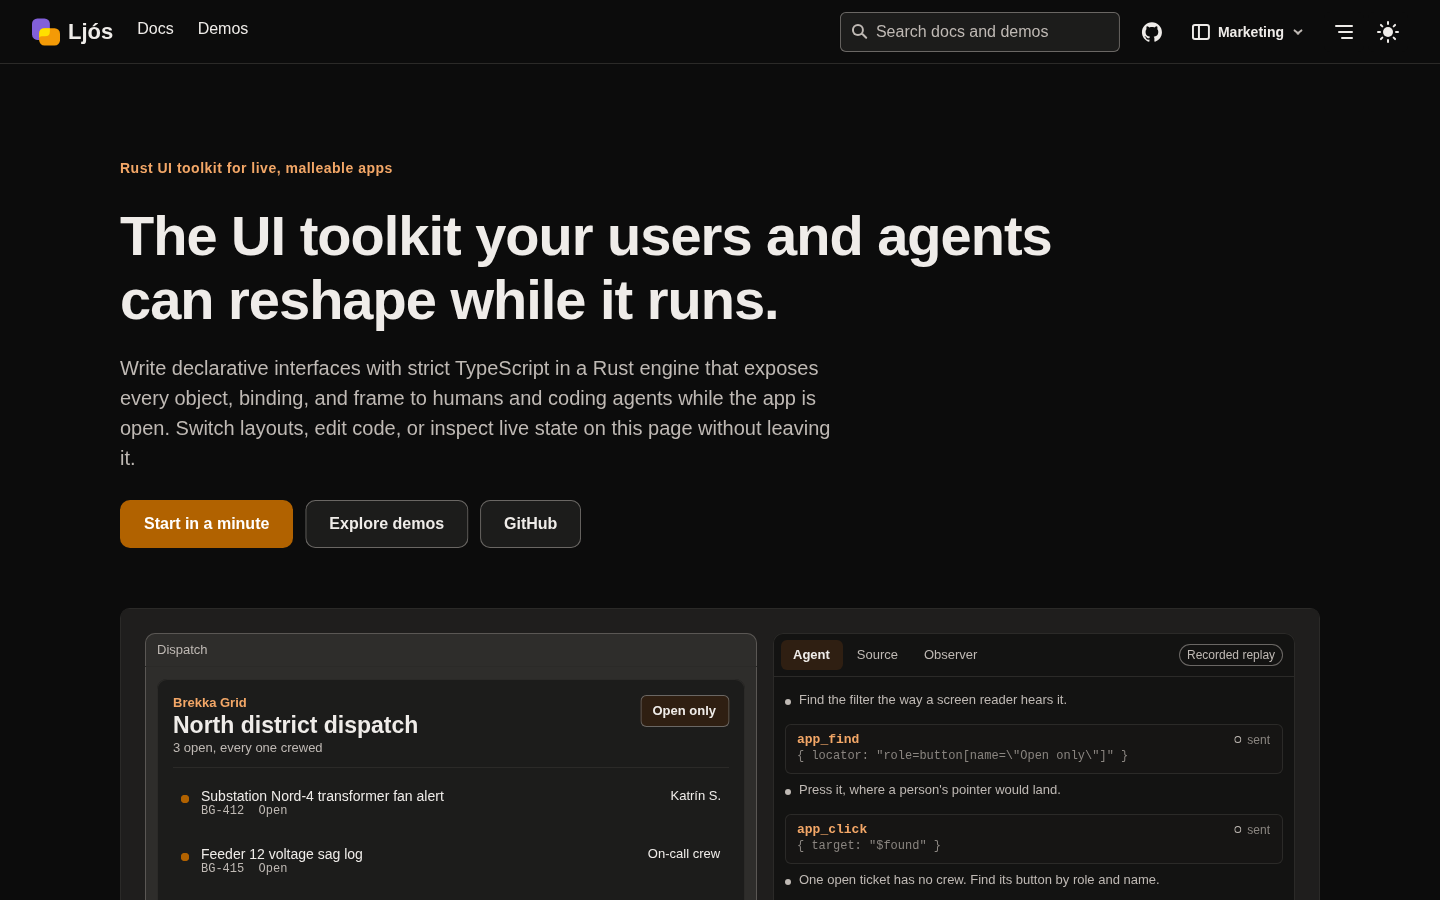 Ljós
Docs
Demos
Search docs and demos
Marketing
Rust UI toolkit for live, malleable apps
The UI toolkit your users and agents
can reshape while it runs.
Write declarative interfaces with strict TypeScript in a Rust engine that exposes
every object, binding, and frame to humans and coding agents while the app is
open. Switch layouts, edit code, or inspect live state on this page without leaving
it.
Start in a minute
Explore demos
GitHub
Dispatch
Brekka Grid
North district dispatch
3 open, every one crewed
Open only
Substation Nord-4 transformer fan alert
BG-412 Open
Katrín S.
Feeder 12 voltage sag log
BG-415 Open
On-call crew
Agent
Source
Observer
Recorded replay
Find the filter the way a screen reader hears it.
app_find
sent
{ locator: "role=button[name=\"Open only\"]" }
Press it, where a person's pointer would land.
app_click
sent
{ target: "$found" }
One open ticket has no crew. Find its button by role and name.